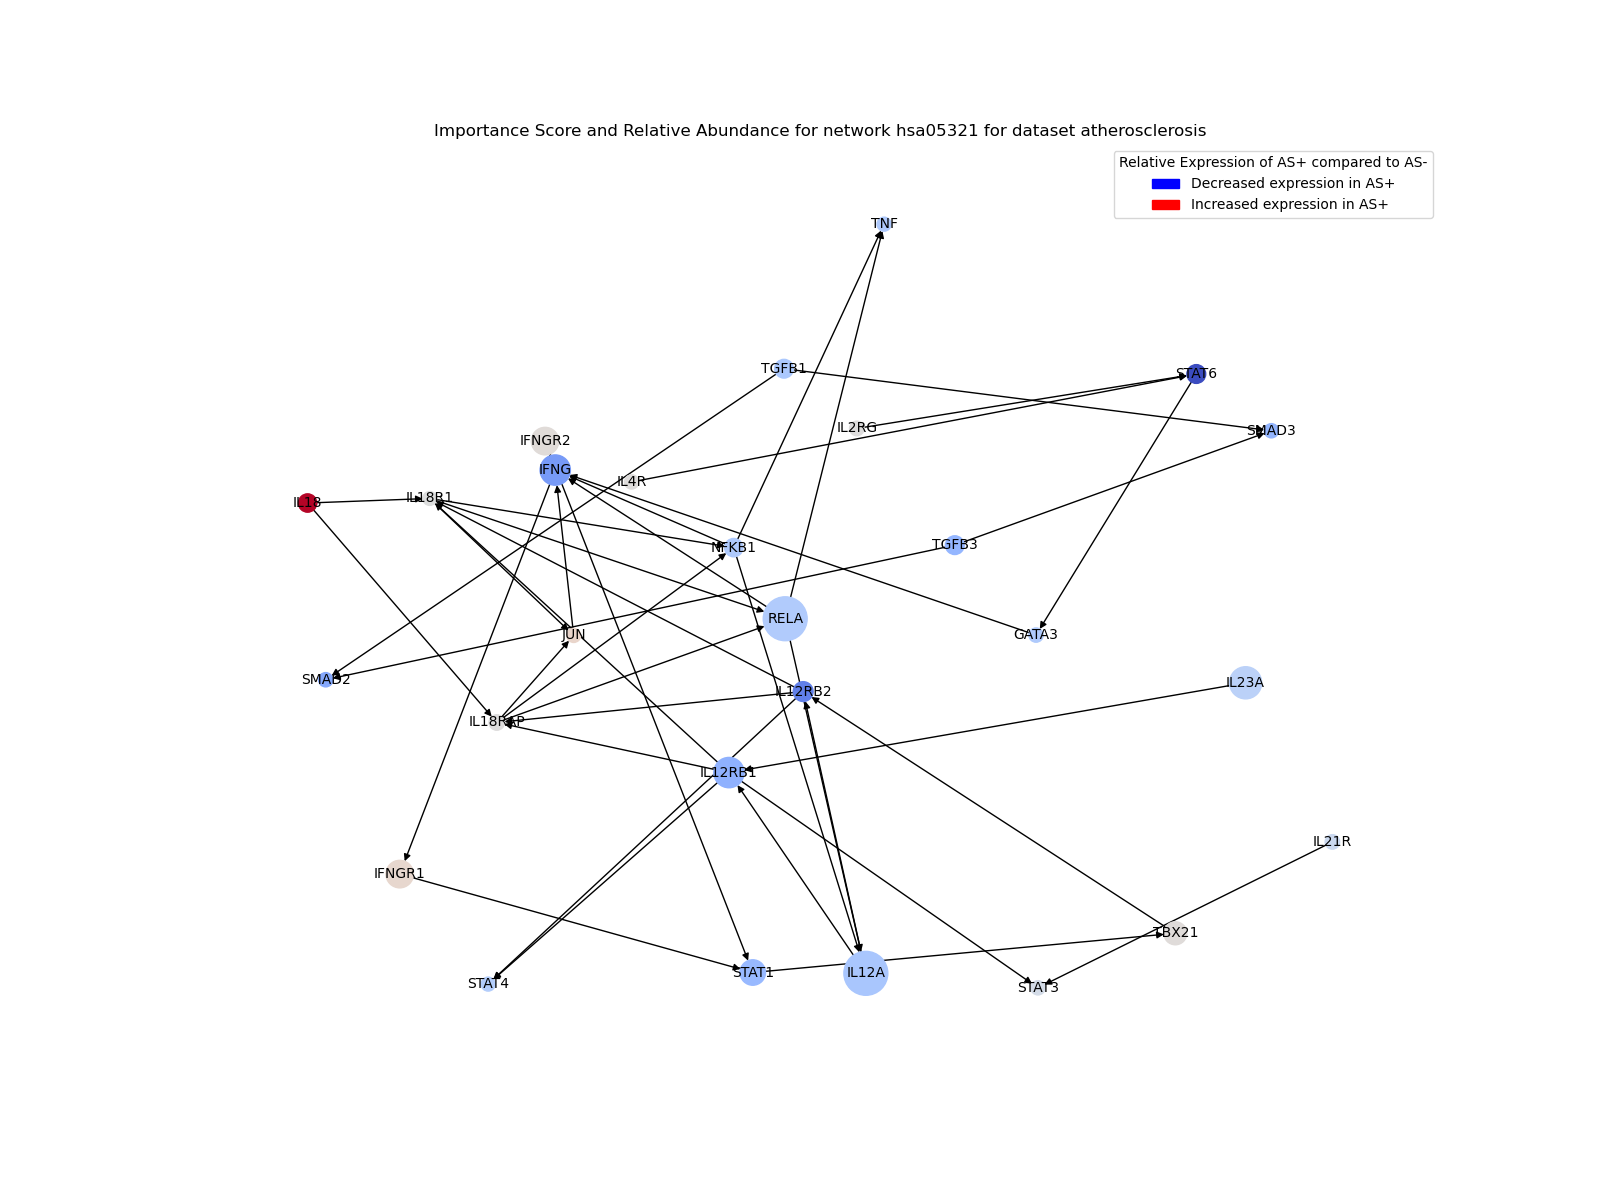 Importance Score and Relative Abundance for network hsa05321 for dataset atherosclerosis
Relative Expression of AS+ compared to AS-
Decreased expression in AS+
Increased expression in AS+
TNF
TGFB1
STAT6
IL2RG
SMAD3
IFNGR2
IFNG
IL4R
IL18
IL18R1
NFKB1
TGFB3
RELA
JUN
GATA3
SMAD2
IL12RB2
IL23A
IL18RAP
IL12RB1
IL21R
IFNGR1
TBX21
STAT1
IL12A
STAT4
STAT3